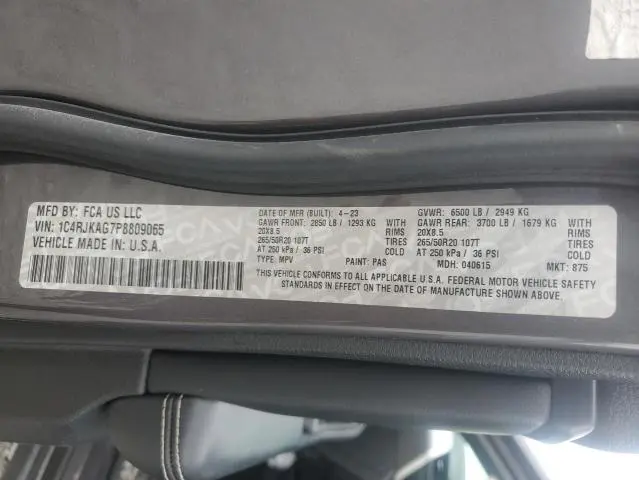 MFD BY: FCA US LLC
VIN: 1C4RJKAG7P8809065
VEHICLE MADE IN U.S.A.
DATE OF MFR (BUILT): 4-23 GVWR: 6500 LB / 2949 KG
GAWR FRONT: 2850 LB / 1293 KG WITH GAWR REAR: 3700 LB / 1679 KG WITH
20X8.5 RIMS 20X8.5 RIMS
265/50R20 107T TIRES 265/50R20 107T TIRES
AT 250 kPa / 36 PSI COLD AT 250 kPa / 36 PSI COLD
TYPE: MPV PAINT: PAS MDH: 040615 MKT: 875
THIS VEHICLE CONFORMS TO ALL APPLICABLE U.S.A. FEDERAL MOTOR VEHICLE SAFETY
STANDARDS IN EFFECT ON THE DATE OF MANUFACTURE SHOWN ABOVE.